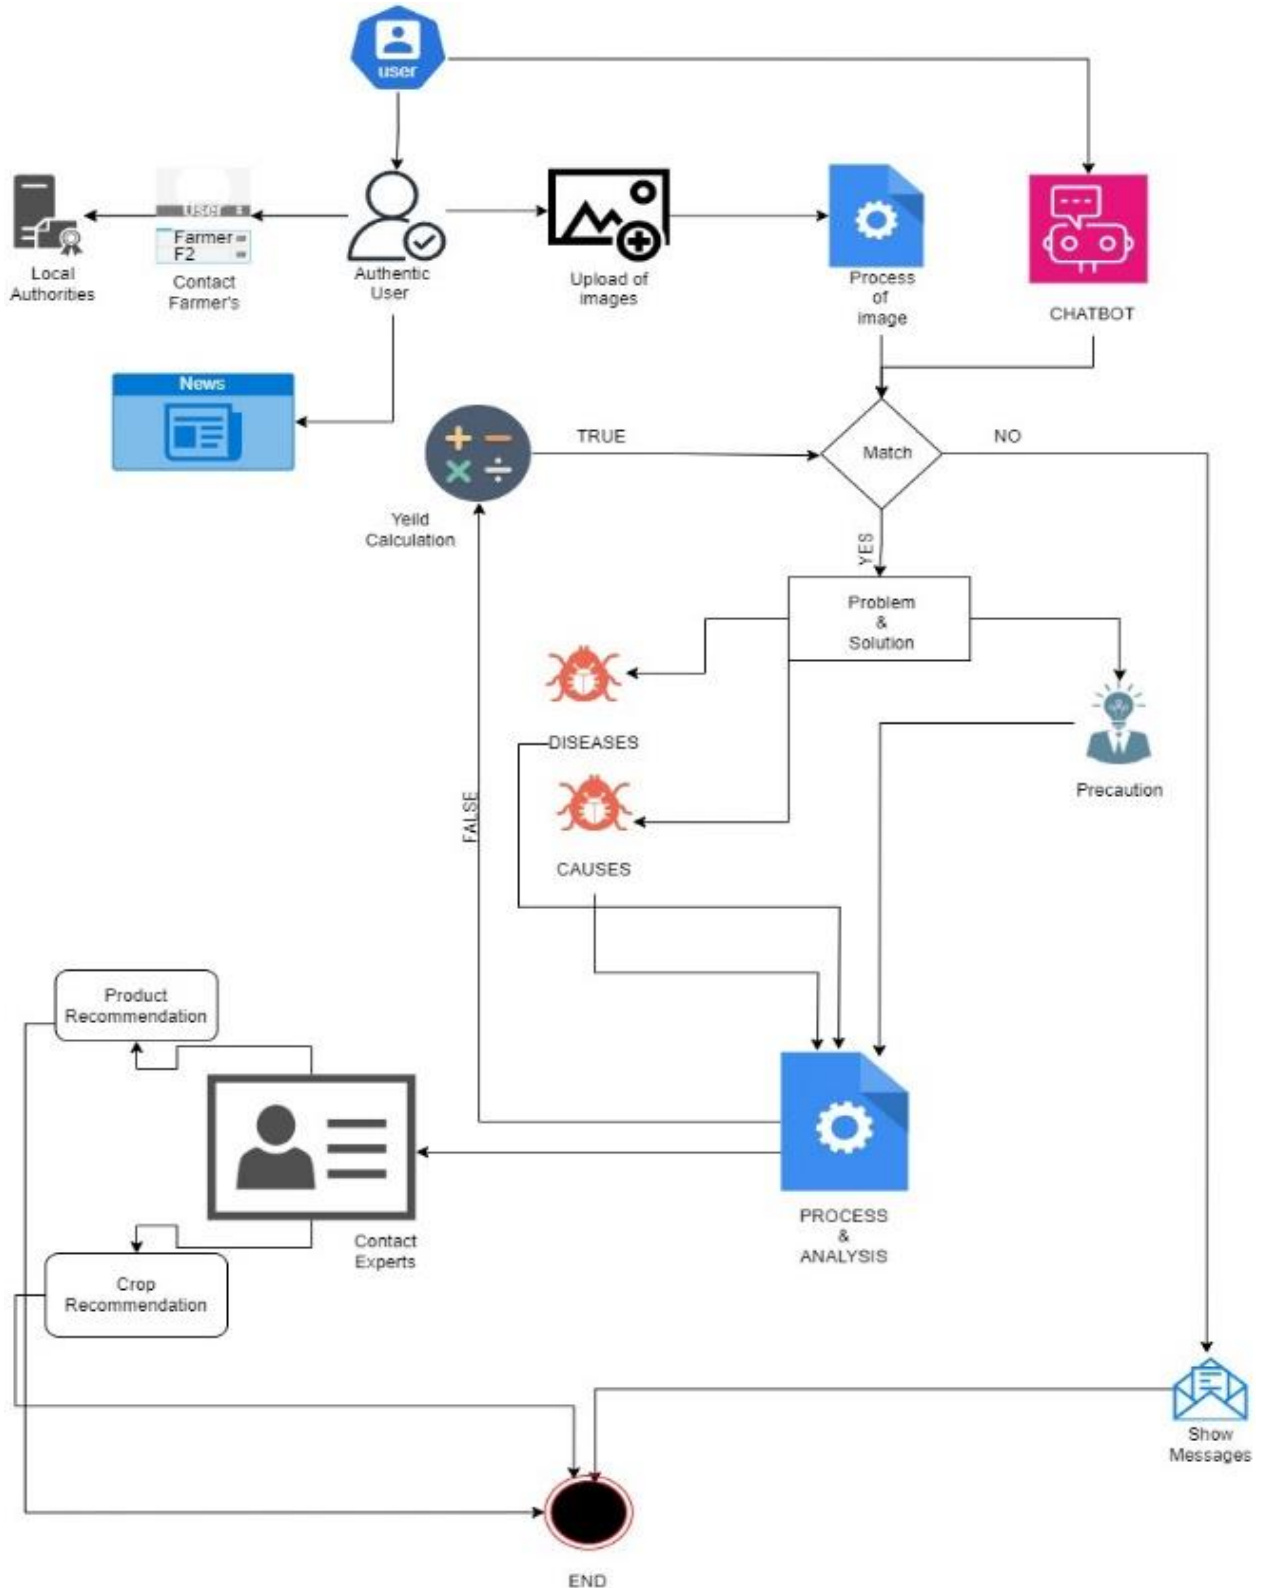 user
User
Farmer
F2
Local
Authorities
Contact
Farmer's
Authentic
User
Upload of
images
Process
of
image
CHATBOT
News
TRUE
Match
NO
Yeild
Calculation
YES
Problem
&
Solution
DISEASES
Precaution
FALSE
CAUSES
Product
Recommendation
PROCESS
&
ANALYSIS
Contact
Experts
Crop
Recommendation
Show
Messages
END